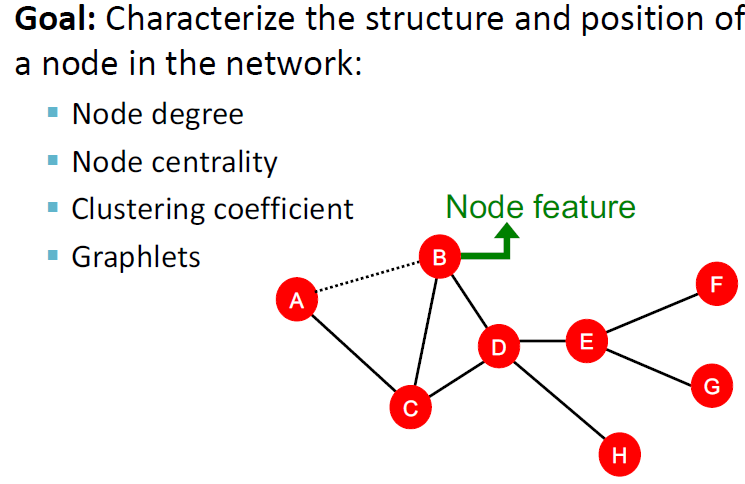 Goal: Characterize the structure and position of
a node in the network:
Node degree
Node centrality
Clustering coefficient
Graphlets
Node feature
B
A
F
D
E
G
C
H